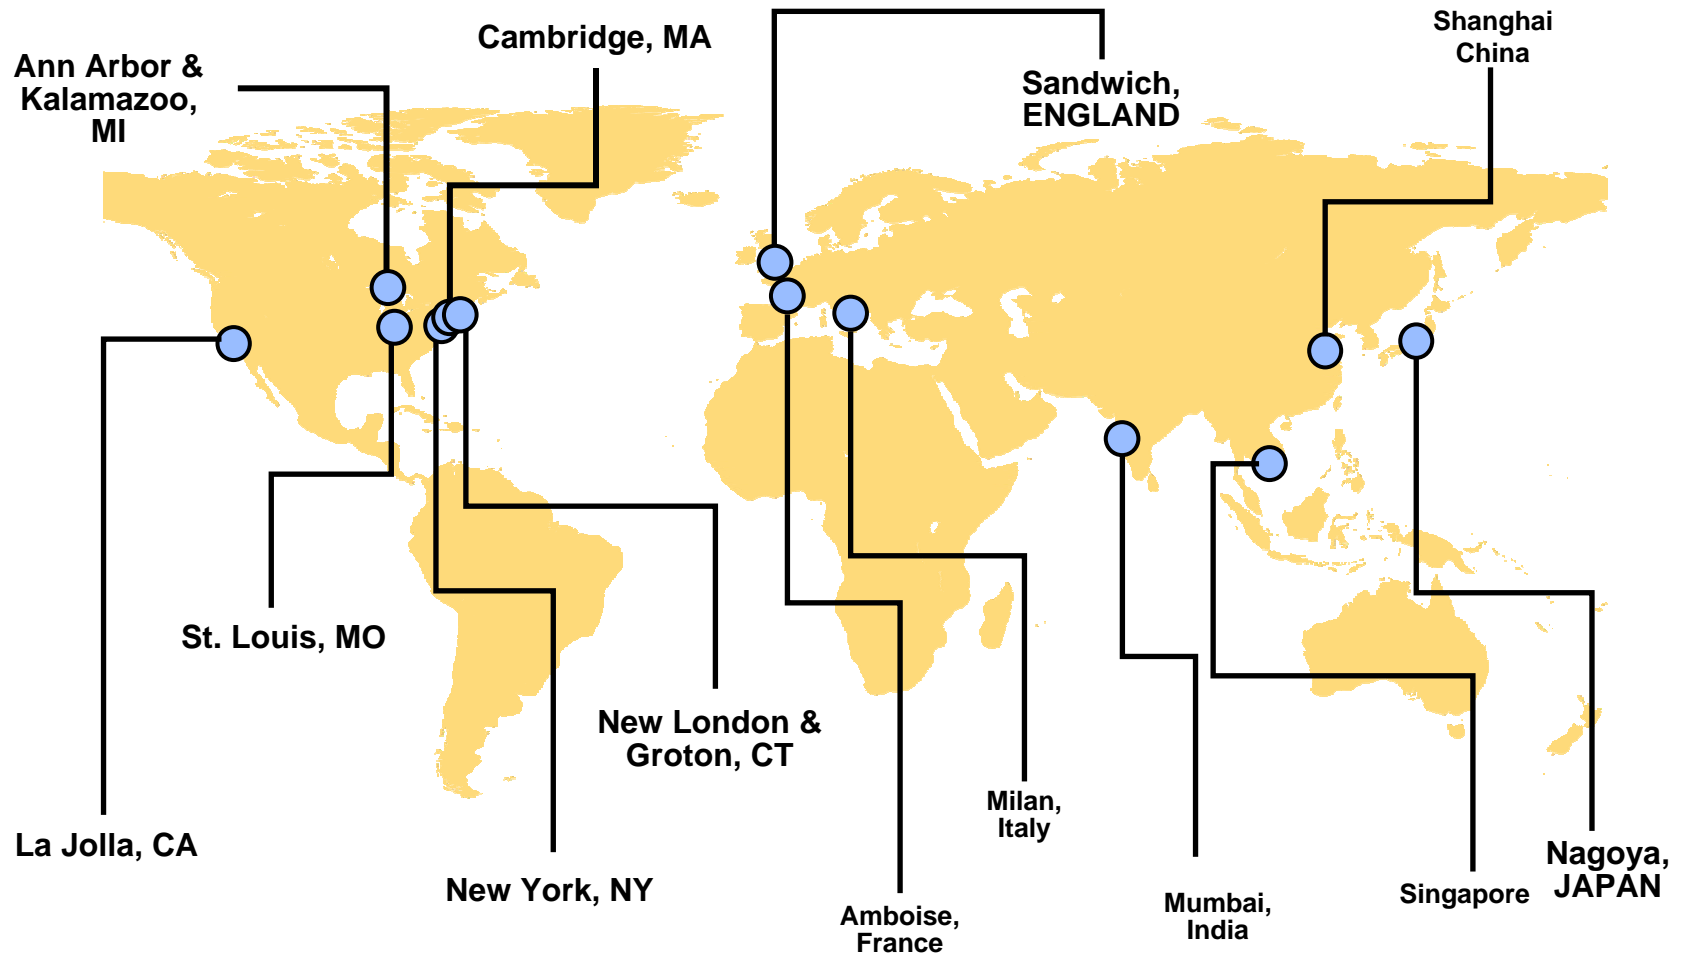 Shanghai
China
Cambridge, MA
Ann Arbor &
Kalamazoo,
MI
Sandwich,
ENGLAND
St. Louis, MO
New London &
Groton, CT
Milan,
Italy
La Jolla, CA
New York, NY
Amboise,
France
Mumbai,
India
Singapore
Nagoya,
JAPAN